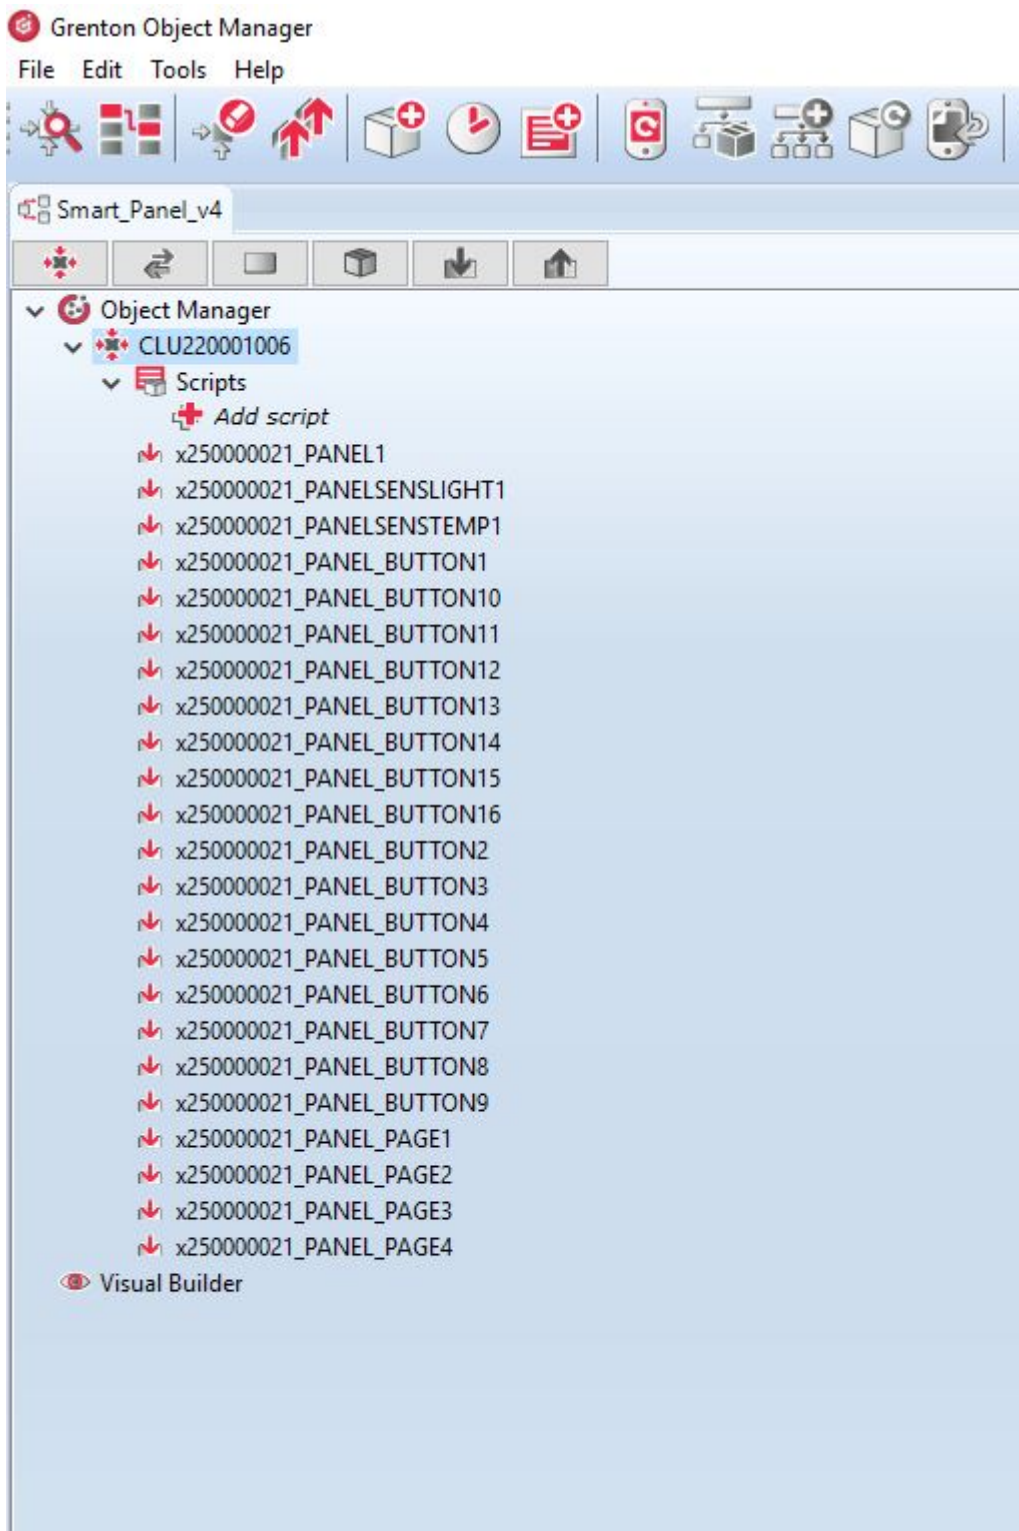 Grenton Object Manager
File Edit Tools Help
Smart_Panel_v4
Object Manager
CLU220001006
Scripts
Add script
x250000021_PANEL1
x250000021_PANELSENSLIGHT1
x250000021_PANELSENSTEMP1
x250000021_PANEL_BUTTON1
x250000021_PANEL_BUTTON10
x250000021_PANEL_BUTTON11
x250000021_PANEL_BUTTON12
x250000021_PANEL_BUTTON13
x250000021_PANEL_BUTTON14
x250000021_PANEL_BUTTON15
x250000021_PANEL_BUTTON16
x250000021_PANEL_BUTTON2
x250000021_PANEL_BUTTON3
x250000021_PANEL_BUTTON4
x250000021_PANEL_BUTTON5
x250000021_PANEL_BUTTON6
x250000021_PANEL_BUTTON7
x250000021_PANEL_BUTTON8
x250000021_PANEL_BUTTON9
x250000021_PANEL_PAGE1
x250000021_PANEL_PAGE2
x250000021_PANEL_PAGE3
x250000021_PANEL_PAGE4
Visual Builder